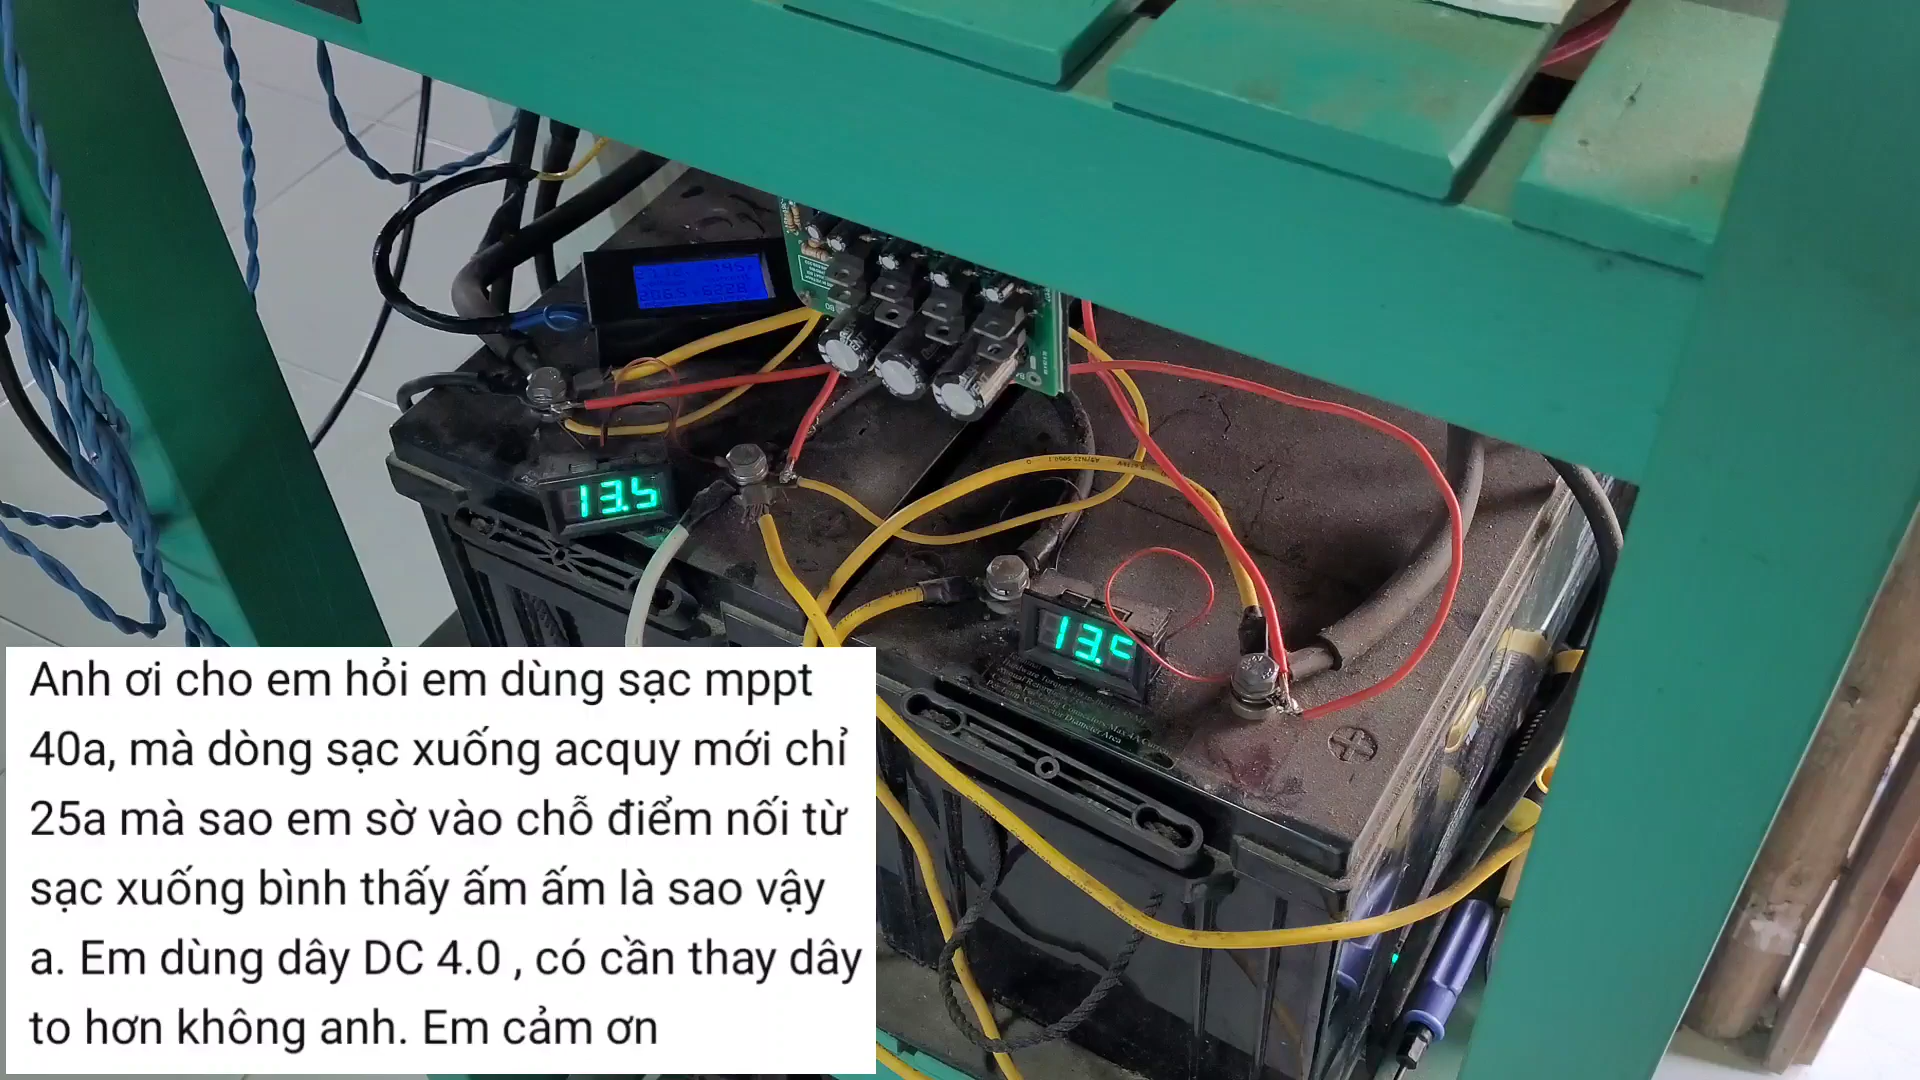 13.5
13.5
Anh ơi cho em hỏi em dùng sạc mppt
40a, mà dòng sạc xuống acquy mới chỉ
25a mà sao em sờ vào chỗ điểm nối từ
sạc xuống bình thấy ấm ấm là sao vậy
a. Em dùng dây DC 4.0 , có cần thay dây
to hơn không anh. Em cảm ơn